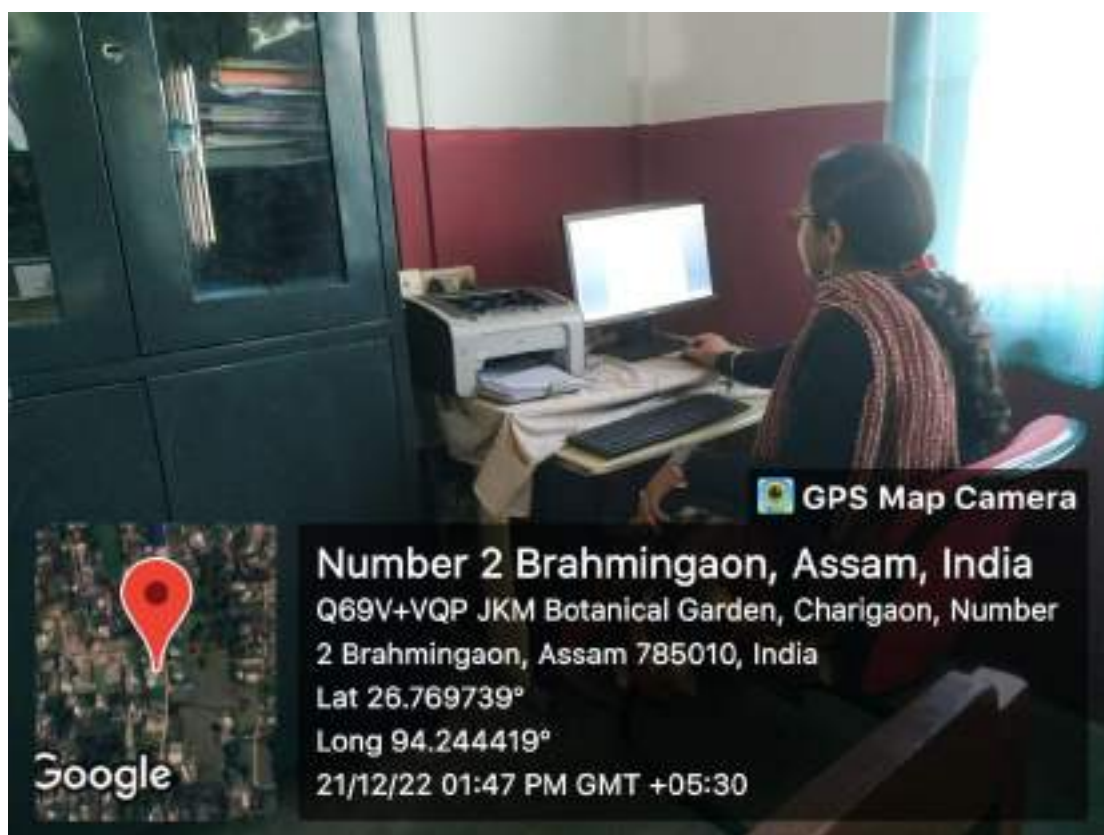 GPS Map Camera
Number 2 Brahmingaon, Assam, India
Q69V+VQP JKM Botanical Garden, Charigaon, Number
2 Brahmingaon, Assam 785010, India
Lat 26.769739°
Long 94.244419°
21/12/22 01:47 PM GMT +05:30
Google